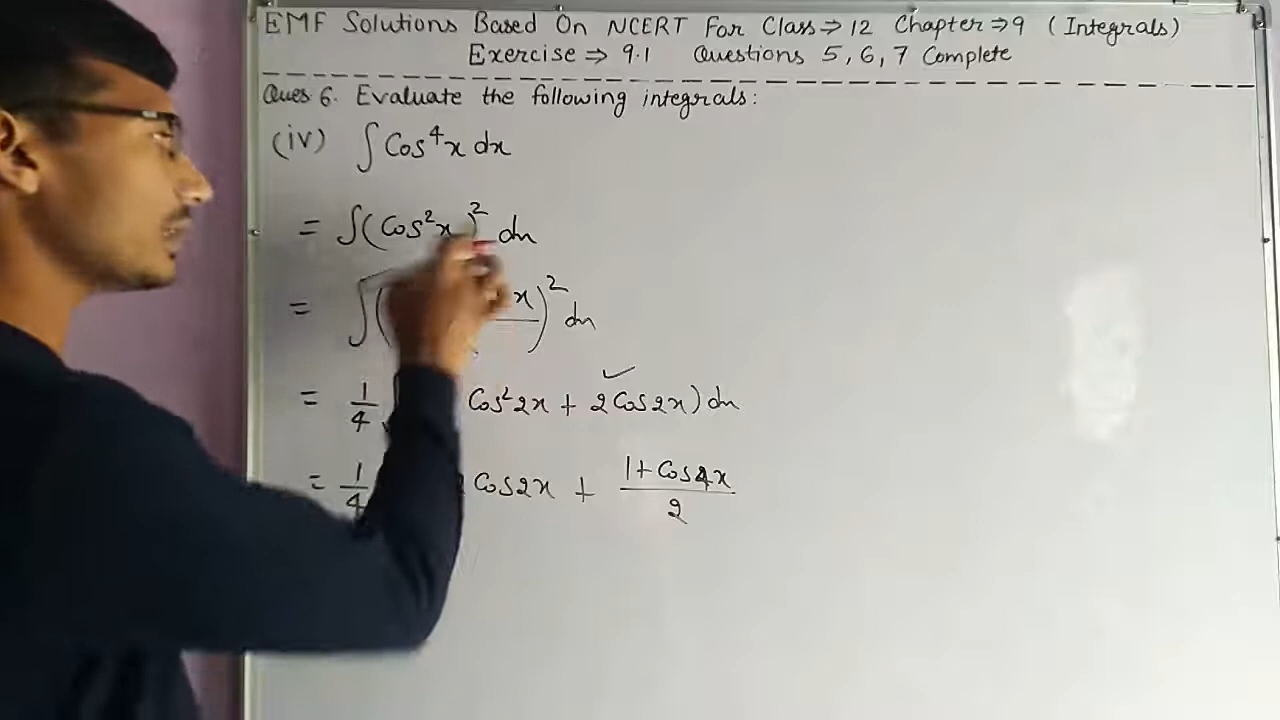 EMF Solutions Based On NCERT For Class⇒12 Chapter⇒9 (Integrals)
Exercise ⇒ 9.1 Questions 5, 6, 7 Complete
Ques 6. Evaluate the following integrals:
(iv) ∫ Cos⁴x dx
= ∫(Cos²x)² dx
= ∫( x)² dx
= 1/4 Cos²2x + 2Cos2x) dx
= 1/4 Cos2x + (1+Cos4x)/2